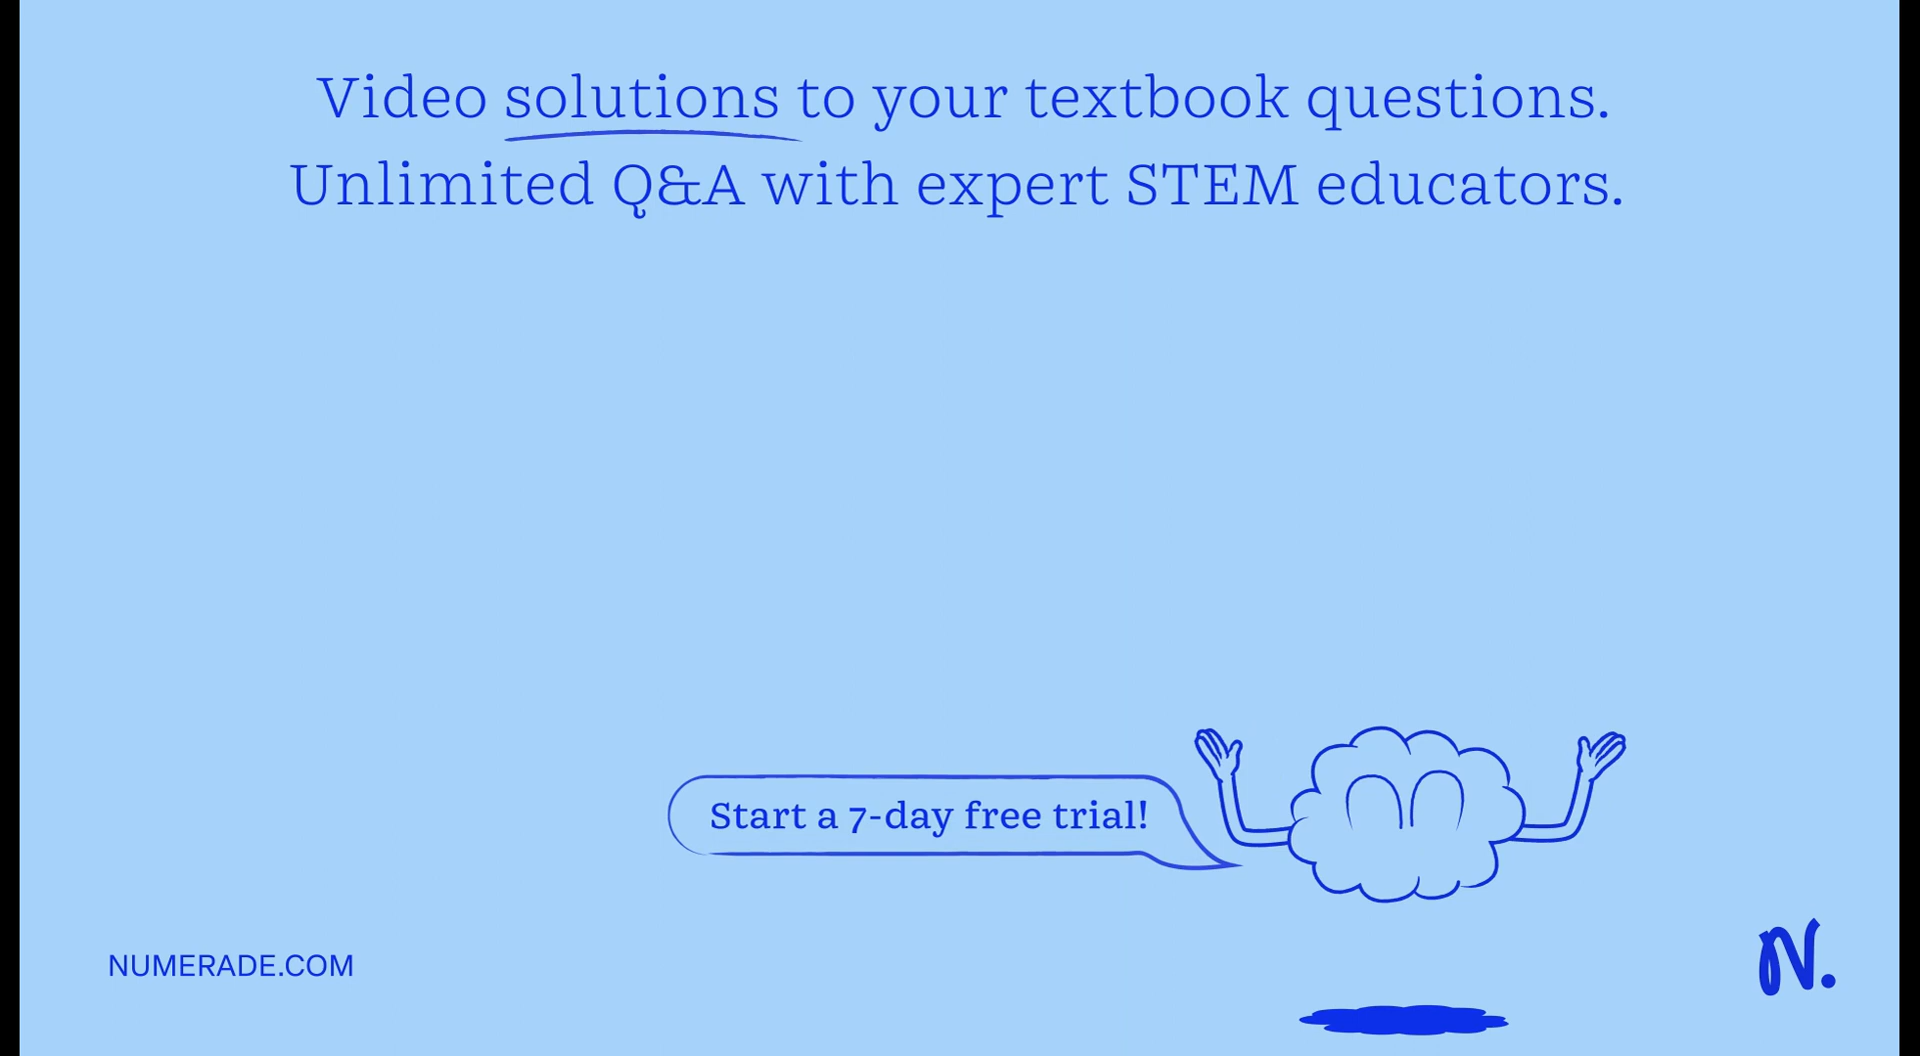 Video solutions to your textbook questions.
Unlimited Q&A with expert STEM educators.
Start a 7-day free trial!
NUMERADE.COM
N.